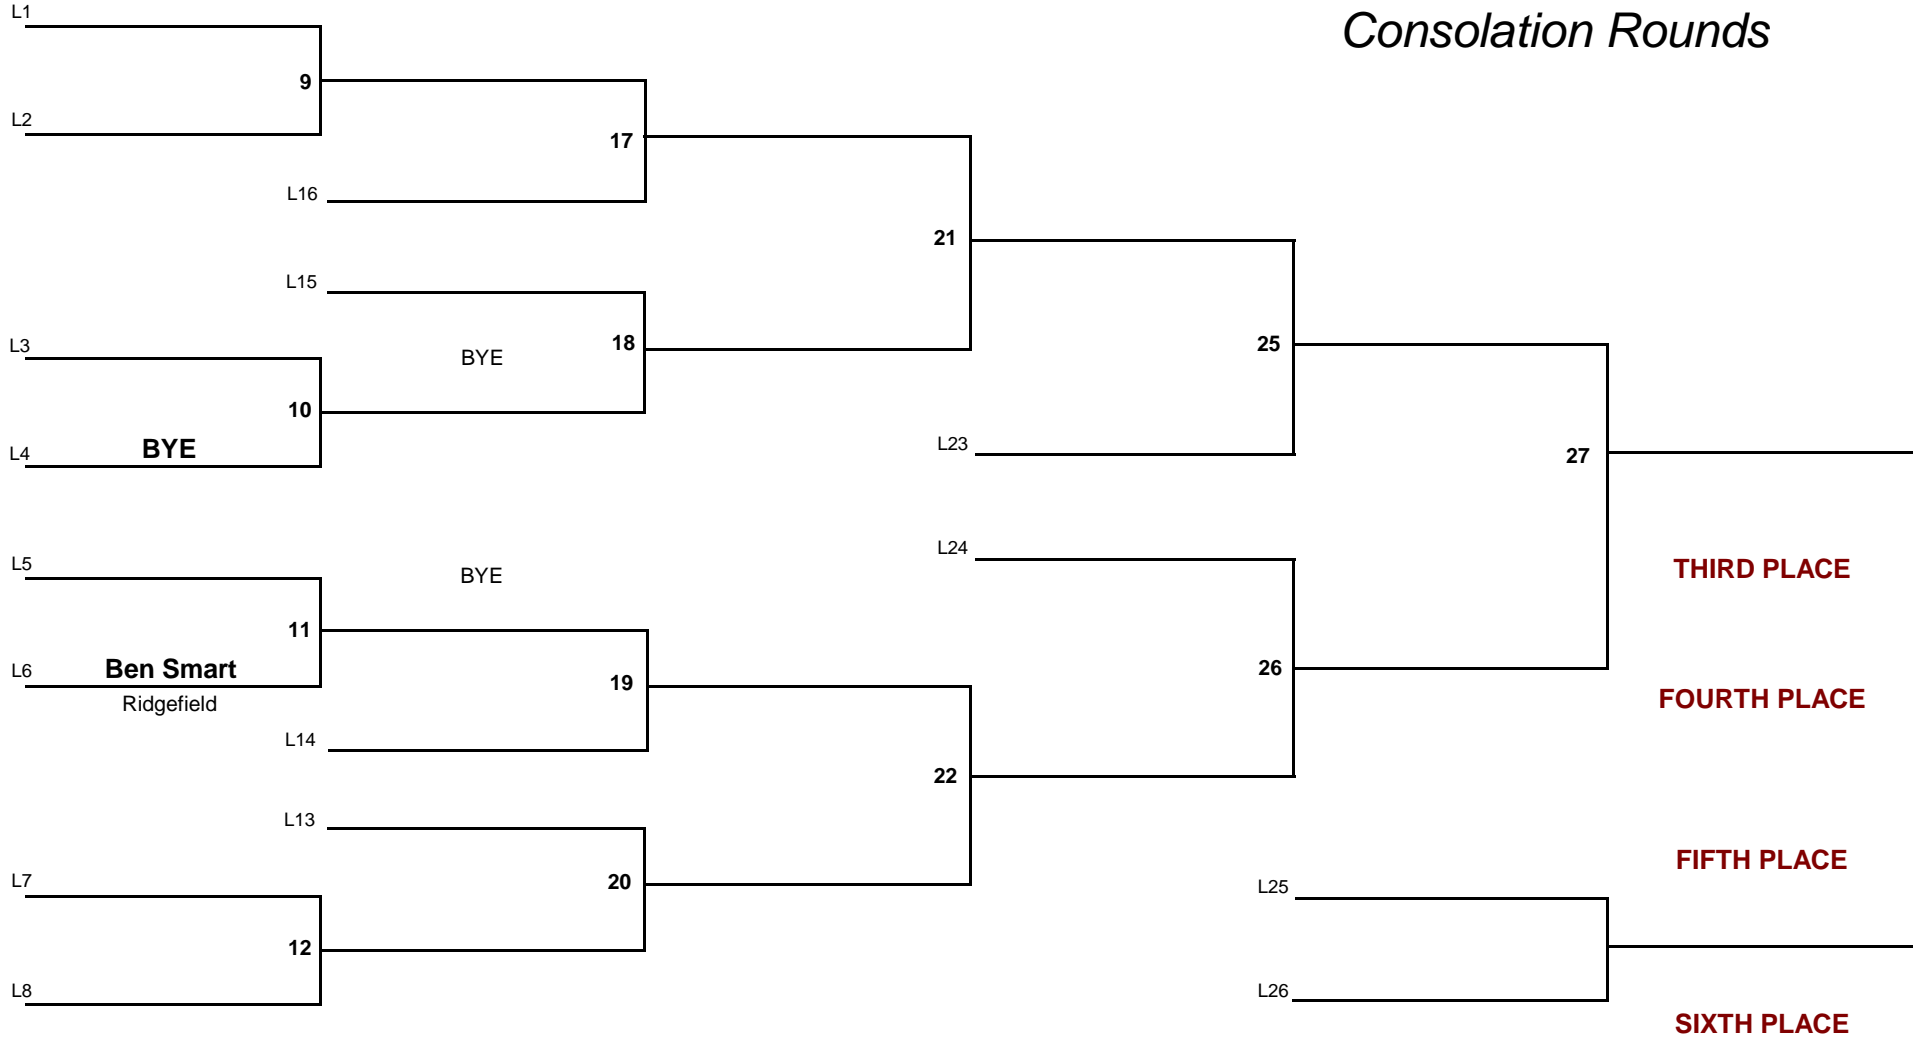 L1
Consolation Rounds
9
L2
17
L16
21
L15
L3
BYE
18
25
10
L4
BYE
L23
27
L24
L5
BYE
THIRD PLACE
11
L6
Ben Smart
19
26
Ridgefield
FOURTH PLACE
L14
22
L13
FIFTH PLACE
L7
20
L25
12
L8
L26
SIXTH PLACE